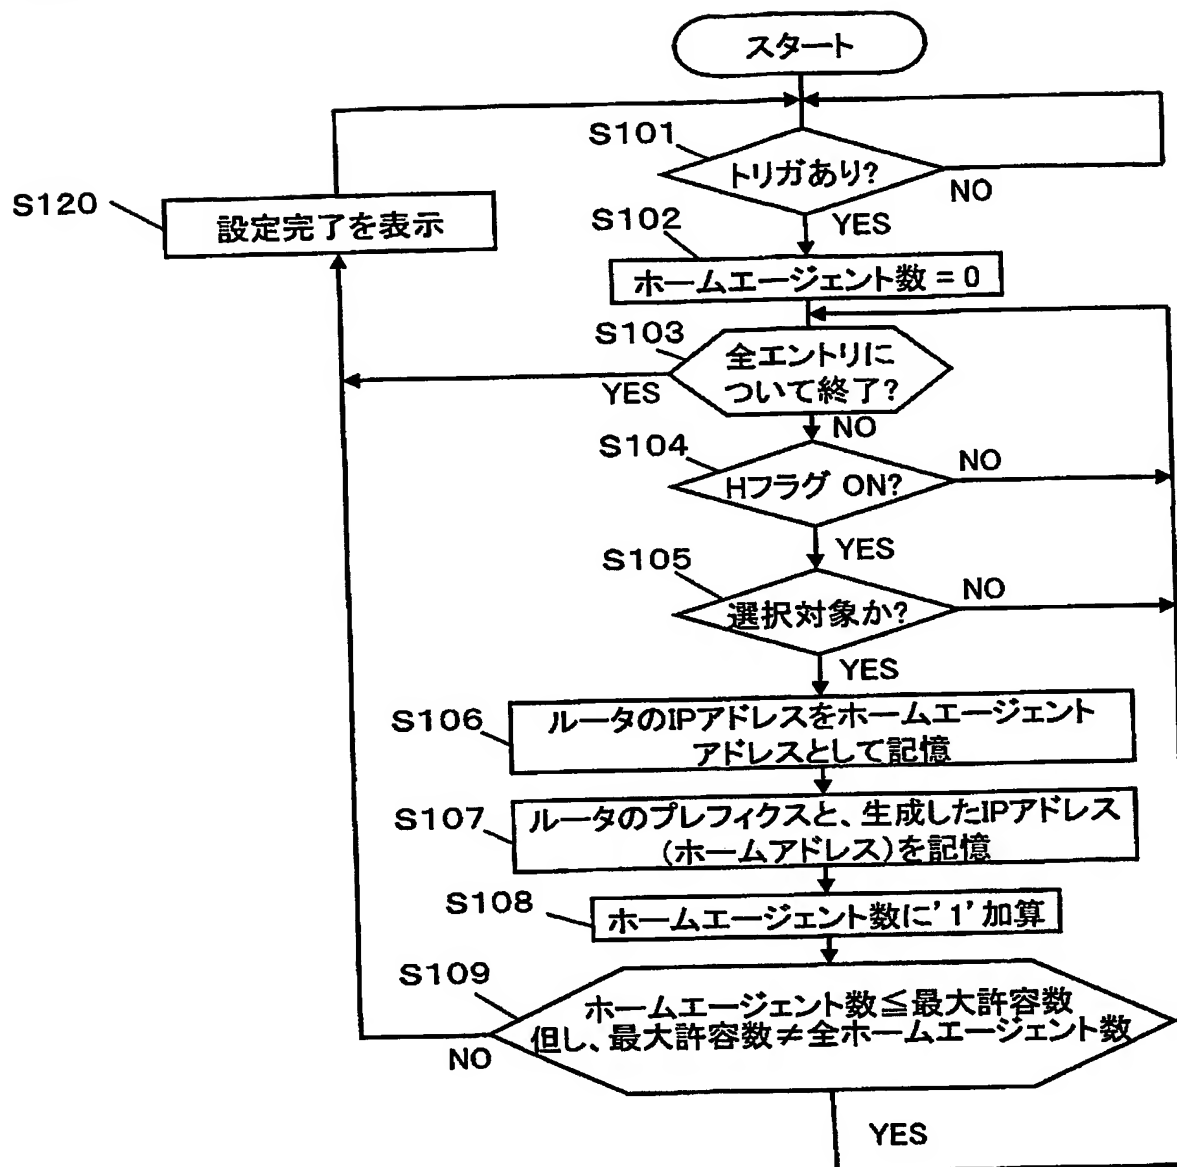 スタート
S101
トリガあり?
NO
YES
S120
設定完了を表示
S102
ホームエージェント数 = 0
S103
全エントリに
ついて終了?
YES
NO
S104
Hフラグ ON?
NO
YES
S105
選択対象か?
NO
YES
S106
ルータのIPアドレスをホームエージェント
アドレスとして記憶
S107
ルータのプレフィクスと、生成したIPアドレス
(ホームアドレス)を記憶
S108
ホームエージェント数に'1'加算
S109
ホームエージェント数≦最大許容数
但し、最大許容数≠全ホームエージェント数
NO
YES